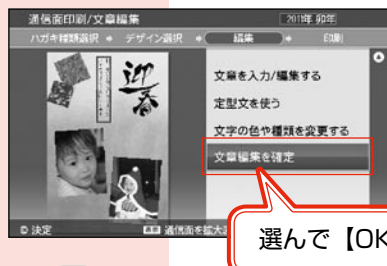 通信面印刷/文章編集 2011年 卯年
ハガキ種類選択 ➧ デザイン選択 ➧ 編集 ➧ 印刷
迎春
文章を入力/編集する
定型文を使う
文字の色や種類を変更する
文章編集を確定
決定 通信面を拡大
選んで【OK